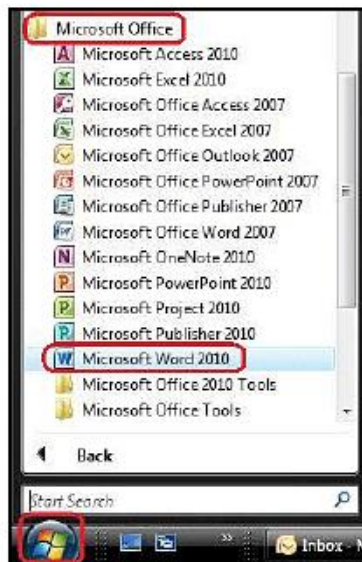 Microsoft Office
Microsoft Access 2010
Microsoft Excel 2010
Microsoft Office Access 2007
Microsoft Office Excel 2007
Microsoft Office Outlook 2007
Microsoft Office PowerPoint 2007
Microsoft Office Publisher 2007
Microsoft Office Word 2007
Microsoft OneNote 2010
Microsoft PowerPoint 2010
Microsoft Project 2010
Microsoft Publisher 2010
Microsoft Word 2010
Microsoft Office 2010 Tools
Microsoft Office Tools
Back
Start Search
Inbox - M